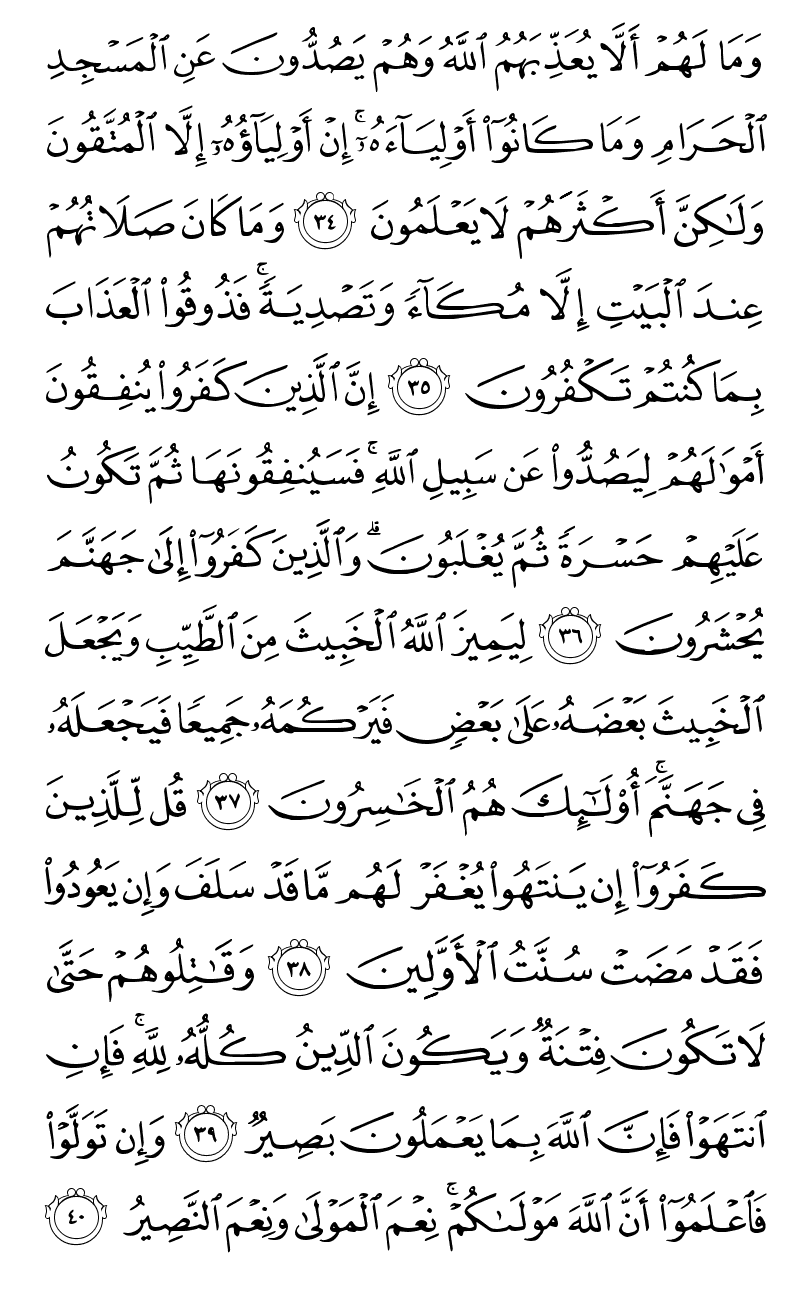 وَمَا لَهُمْ أَلَّا يُعَذِّبَهُمُ ٱللَّهُ وَهُمْ يَصُدُّونَ عَنِ ٱلْمَسْجِدِ
ٱلْحَرَامِ وَمَا كَانُوٓا۟ أَوْلِيَآءَهُۥٓ ۚ إِنْ أَوْلِيَآؤُهُۥٓ إِلَّا ٱلْمُتَّقُونَ
وَلَٰكِنَّ أَكْثَرَهُمْ لَا يَعْلَمُونَ ٣٤ وَمَا كَانَ صَلَاتُهُمْ
عِندَ ٱلْبَيْتِ إِلَّا مُكَآءً وَتَصْدِيَةً ۚ فَذُوقُوا۟ ٱلْعَذَابَ
بِمَا كُنتُمْ تَكْفُرُونَ ٣٥ إِنَّ ٱلَّذِينَ كَفَرُوا۟ يُنفِقُونَ
أَمْوَٰلَهُمْ لِيَصُدُّوا۟ عَن سَبِيلِ ٱللَّهِ ۚ فَسَيُنفِقُونَهَا ثُمَّ تَكُونُ
عَلَيْهِمْ حَسْرَةً ثُمَّ يُغْلَبُونَ ۗ وَٱلَّذِينَ كَفَرُوٓا۟ إِلَىٰ جَهَنَّمَ
يُحْشَرُونَ ٣٦ لِيَمِيزَ ٱللَّهُ ٱلْخَبِيثَ مِنَ ٱلطَّيِّبِ وَيَجْعَلَ
ٱلْخَبِيثَ بَعْضَهُۥ عَلَىٰ بَعْضٍ فَيَرْكُمَهُۥ جَمِيعًا فَيَجْعَلَهُۥ
فِى جَهَنَّمَ ۚ أُو۟لَٰٓئِكَ هُمُ ٱلْخَٰسِرُونَ ٣٧ قُل لِّلَّذِينَ
كَفَرُوٓا۟ إِن يَنتَهُوا۟ يُغْفَرْ لَهُم مَّا قَدْ سَلَفَ وَإِن يَعُودُوا۟
فَقَدْ مَضَتْ سُنَّتُ ٱلْأَوَّلِينَ ٣٨ وَقَٰتِلُوهُمْ حَتَّىٰ
لَا تَكُونَ فِتْنَةٌ وَيَكُونَ ٱلدِّينُ كُلُّهُۥ لِلَّهِ ۚ فَإِنِ
ٱنتَهَوْا۟ فَإِنَّ ٱللَّهَ بِمَا يَعْمَلُونَ بَصِيرٌ ٣٩ وَإِن تَوَلَّوْا۟
فَٱعْلَمُوٓا۟ أَنَّ ٱللَّهَ مَوْلَىٰكُمْ ۚ نِعْمَ ٱلْمَوْلَىٰ وَنِعْمَ ٱلنَّصِيرُ ٤٠